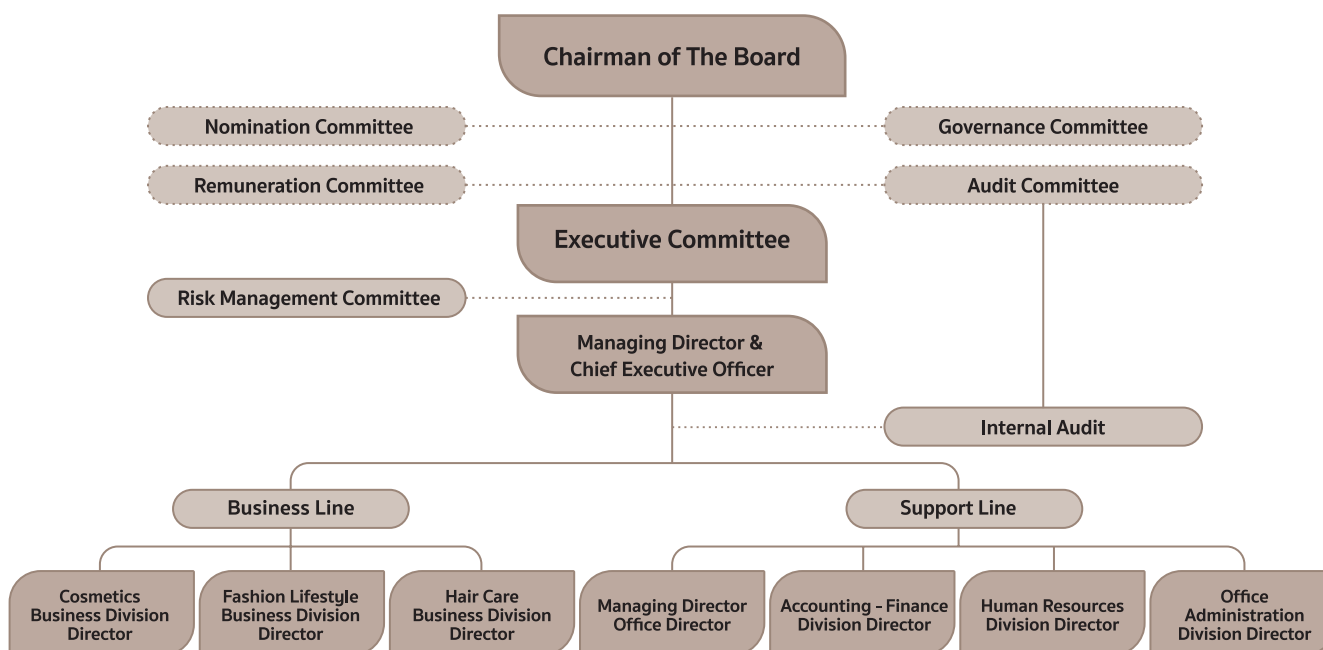 Chairman of The Board
Nomination Committee
Governance Committee
Remuneration Committee
Audit Committee
Executive Committee
Risk Management Committee
Managing Director &
Chief Executive Officer
Internal Audit
Business Line
Support Line
Cosmetics
Business Division
Director
Fashion Lifestyle
Business Division
Director
Hair Care
Business Division
Director
Managing Director
Office Director
Accounting - Finance
Division Director
Human Resources
Division Director
Office
Administration
Division Director